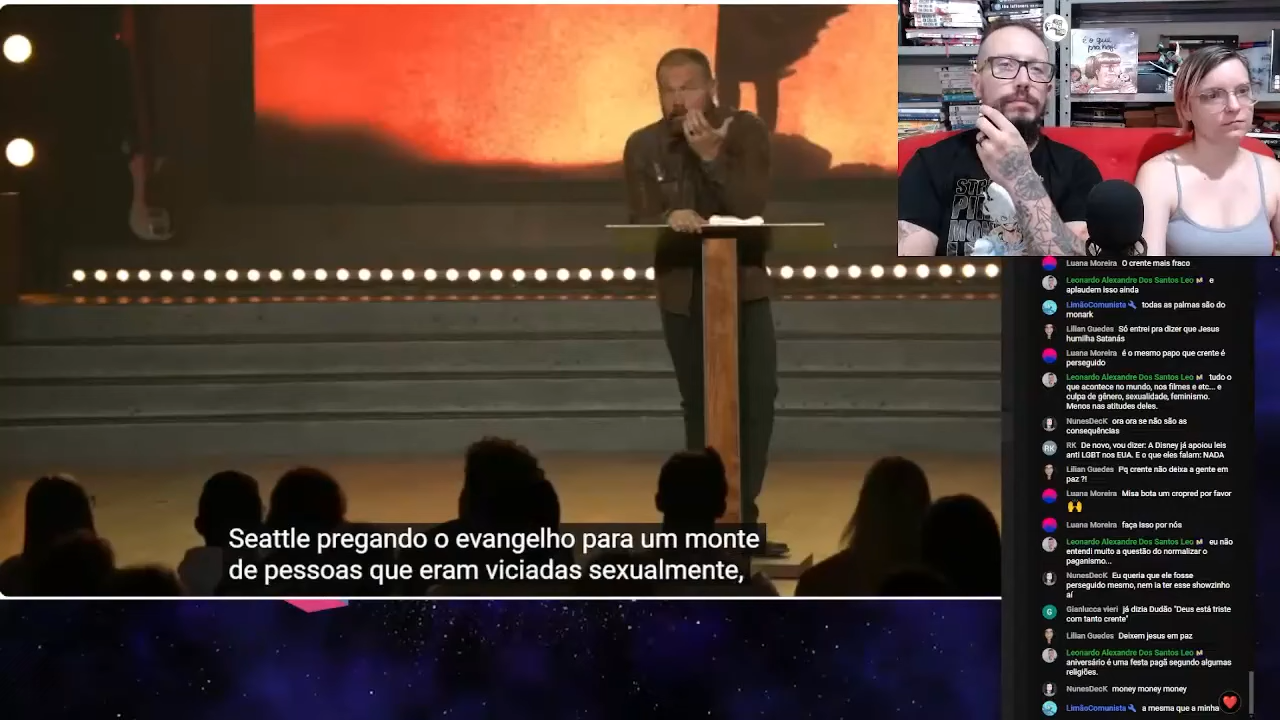 é o quê
pra hoje
Seattle pregando o evangelho para um monte
de pessoas que eram viciadas sexualmente,
Luana Moreira O crente mais fraco
Leonardo Alexandre Dos Santos Leo e
aplaudem isso ainda
LimãoComunista todas as palmas são do
monark
Lilian Guedes Só entrei pra dizer que Jesus
humilha Satanás
Luana Moreira é o mesmo papo que crente é
perseguido
Leonardo Alexandre Dos Santos Leo tudo o
que acontece no mundo, nos filmes e etc... e
culpa de gênero, sexualidade, feminismo.
Menos nas atitudes deles.
NunesDecK ora ora se não são as
consequências
RK De novo, vou dizer: A Disney já apoiou leis
anti LGBT nos EUA. E o que eles falam: NADA
Lilian Guedes Pq crente não deixa a gente em
paz ?!
Luana Moreira Misa bota um cropred por favor
Luana Moreira faça Isso por nós
Leonardo Alexandre Dos Santos Leo eu não
entendi muito a questão do normalizar o
paganismo...
NunesDecK Eu queria que ele fosse
perseguido mesmo, nem ia ter esse showzinho
aí
G Gianlucca vieri já dizia Dudão "Deus está triste
com tanto crente"
Lilian Guedes Deixem jesus em paz
Leonardo Alexandre Dos Santos Leo
aniversário é uma festa pagã segundo algumas
religiões.
NunesDecK money money money
LimãoComunista a mesma que a minha